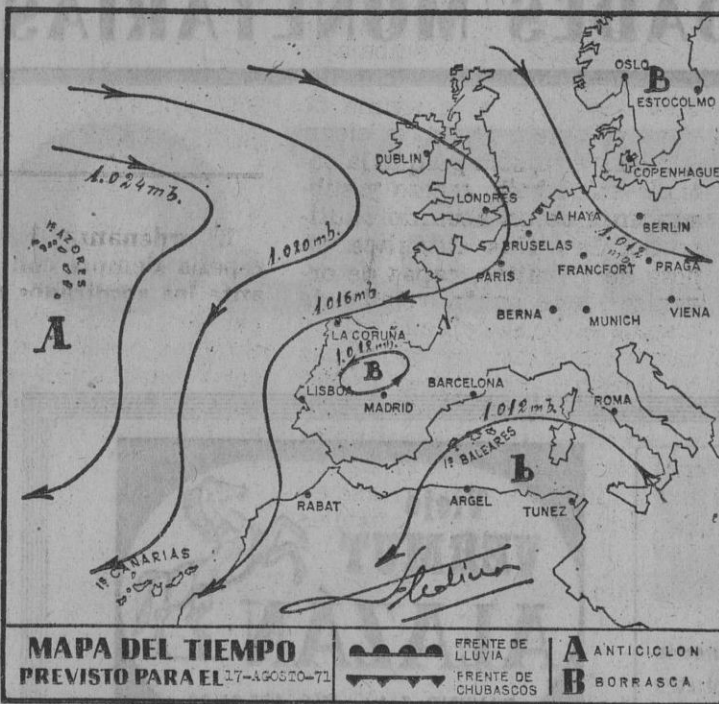 OSLO
B
ESTOCOLMO
DUBLIN
COPENHAGUE
1.024 mb.
LONDRES
LA HAYA
BERLIN
Iˢ AZORES
1.020 mb.
BRUSELAS
1.012
PARIS
FRANCFORT
PRAGA
1.016 mb
A
BERNA
MUNICH
VIENA
LA CORUÑA
B
LISBOA
MADRID
BARCELONA
1.012 mb.
ROMA
Iˢ BALEARES
b
RABAT
ARGEL
TUNEZ
Iˢ CANARIAS
MAPA DEL TIEMPO
PREVISTO PARA EL 17-AGOSTO-71
FRENTE DE
LLUVIA
FRENTE DE
CHUBASCOS
A ANTICICLON
B BORRASCA